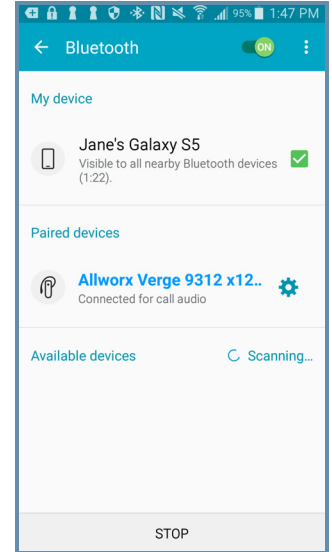 95% 1:47 PM
Bluetooth ON
My device
Jane's Galaxy S5
Visible to all nearby Bluetooth devices
(1:22).
Paired devices
Allworx Verge 9312 x12..
Connected for call audio
Available devices Scanning...
STOP